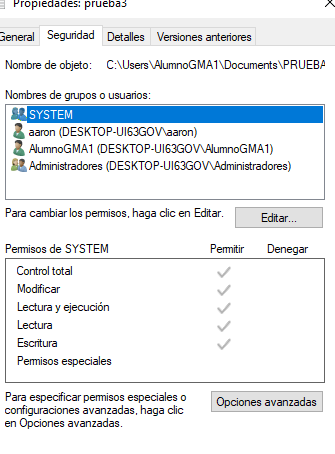 Propiedades: prueba3
General Seguridad Detalles Versiones anteriores
Nombre de objeto: C:\Users\AlumnoGMA1\Documents\PRUEBA
Nombres de grupos o usuarios:
SYSTEM
aaron (DESKTOP-UI63GOV\aaron)
AlumnoGMA1 (DESKTOP-UI63GOV\AlumnoGMA1)
Administradores (DESKTOP-UI63GOV\Administradores)
Para cambiar los permisos, haga clic en Editar. Editar...
Permisos de SYSTEM Permitir Denegar
Control total
Modificar
Lectura y ejecución
Lectura
Escritura
Permisos especiales
Para especificar permisos especiales o Opciones avanzadas
configuraciones avanzadas, haga clic
en Opciones avanzadas.